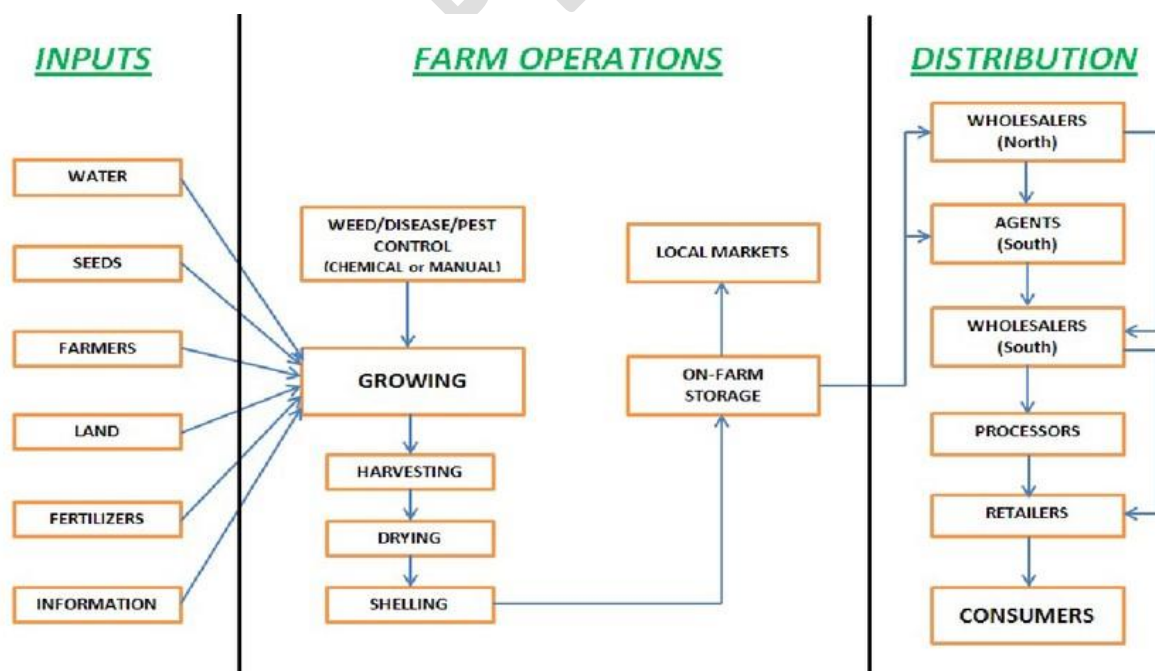 INPUTS
FARM OPERATIONS
DISTRIBUTION
WATER
SEEDS
FARMERS
LAND
FERTILIZERS
INFORMATION
WEED/DISEASE/PEST
CONTROL
(CHEMICAL or MANUAL)
GROWING
HARVESTING
DRYING
SHELLING
LOCAL MARKETS
ON-FARM
STORAGE
WHOLESALERS
(North)
AGENTS
(South)
WHOLESALERS
(South)
PROCESSORS
RETAILERS
CONSUMERS